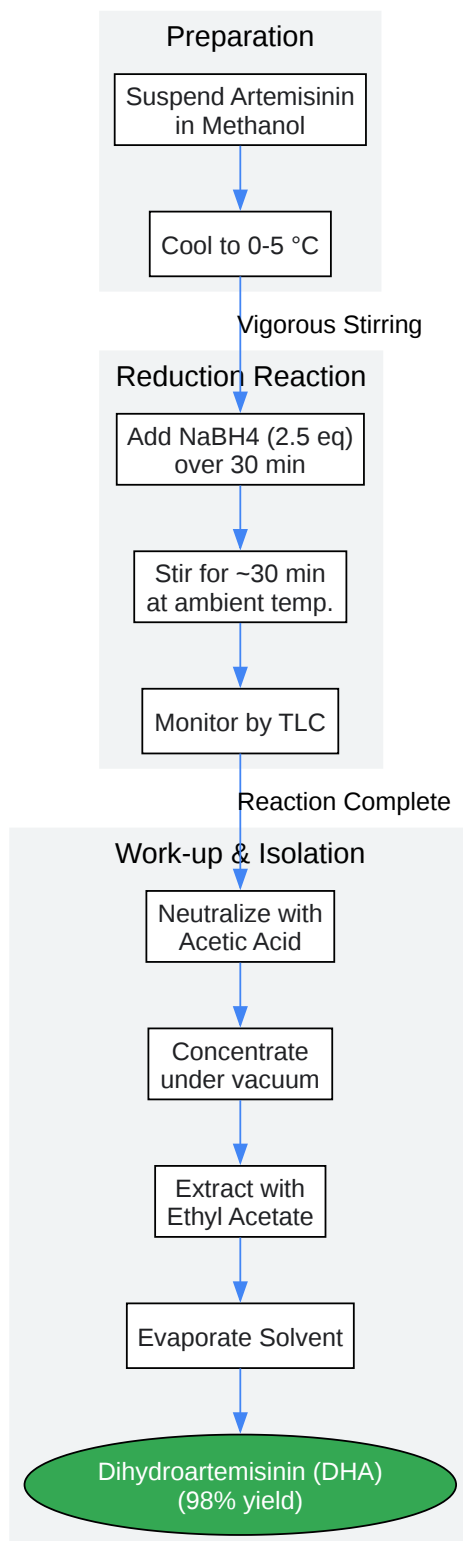 Preparation
Suspend Artemisinin
in Methanol
Cool to 0-5 °C
Vigorous Stirring
Reduction Reaction
Add NaBH4 (2.5 eq)
over 30 min
Stir for ~30 min
at ambient temp.
Monitor by TLC
Reaction Complete
Work-up & Isolation
Neutralize with
Acetic Acid
Concentrate
under vacuum
Extract with
Ethyl Acetate
Evaporate Solvent
Dihydroartemisinin (DHA)
(98% yield)